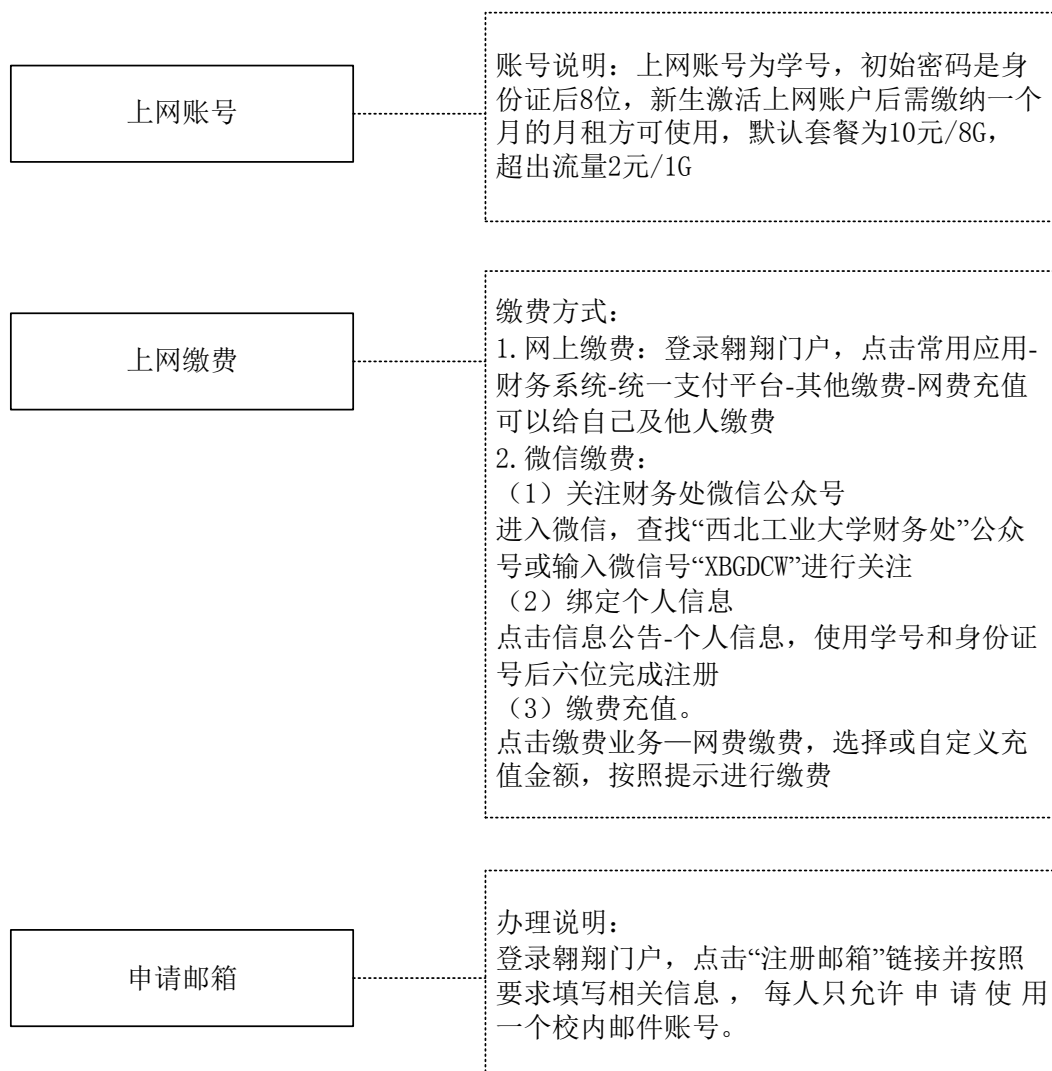 上网账号
账号说明：上网账号为学号，初始密码是身
份证后8位，新生激活上网账户后需缴纳一个
月的月租方可使用，默认套餐为10元/8G，
超出流量2元/1G
上网缴费
缴费方式：
1.网上缴费：登录翱翔门户，点击常用应用-
财务系统-统一支付平台-其他缴费-网费充值
可以给自己及他人缴费
2.微信缴费：
（1）关注财务处微信公众号
进入微信，查找“西北工业大学财务处”公众
号或输入微信号“XBGDCW”进行关注
（2）绑定个人信息
点击信息公告-个人信息，使用学号和身份证
号后六位完成注册
（3）缴费充值。
点击缴费业务—网费缴费，选择或自定义充
值金额，按照提示进行缴费
申请邮箱
办理说明：
登录翱翔门户，点击“注册邮箱”链接并按照
要求填写相关信息 ， 每人只允许 申 请 使 用
一个校内邮件账号。